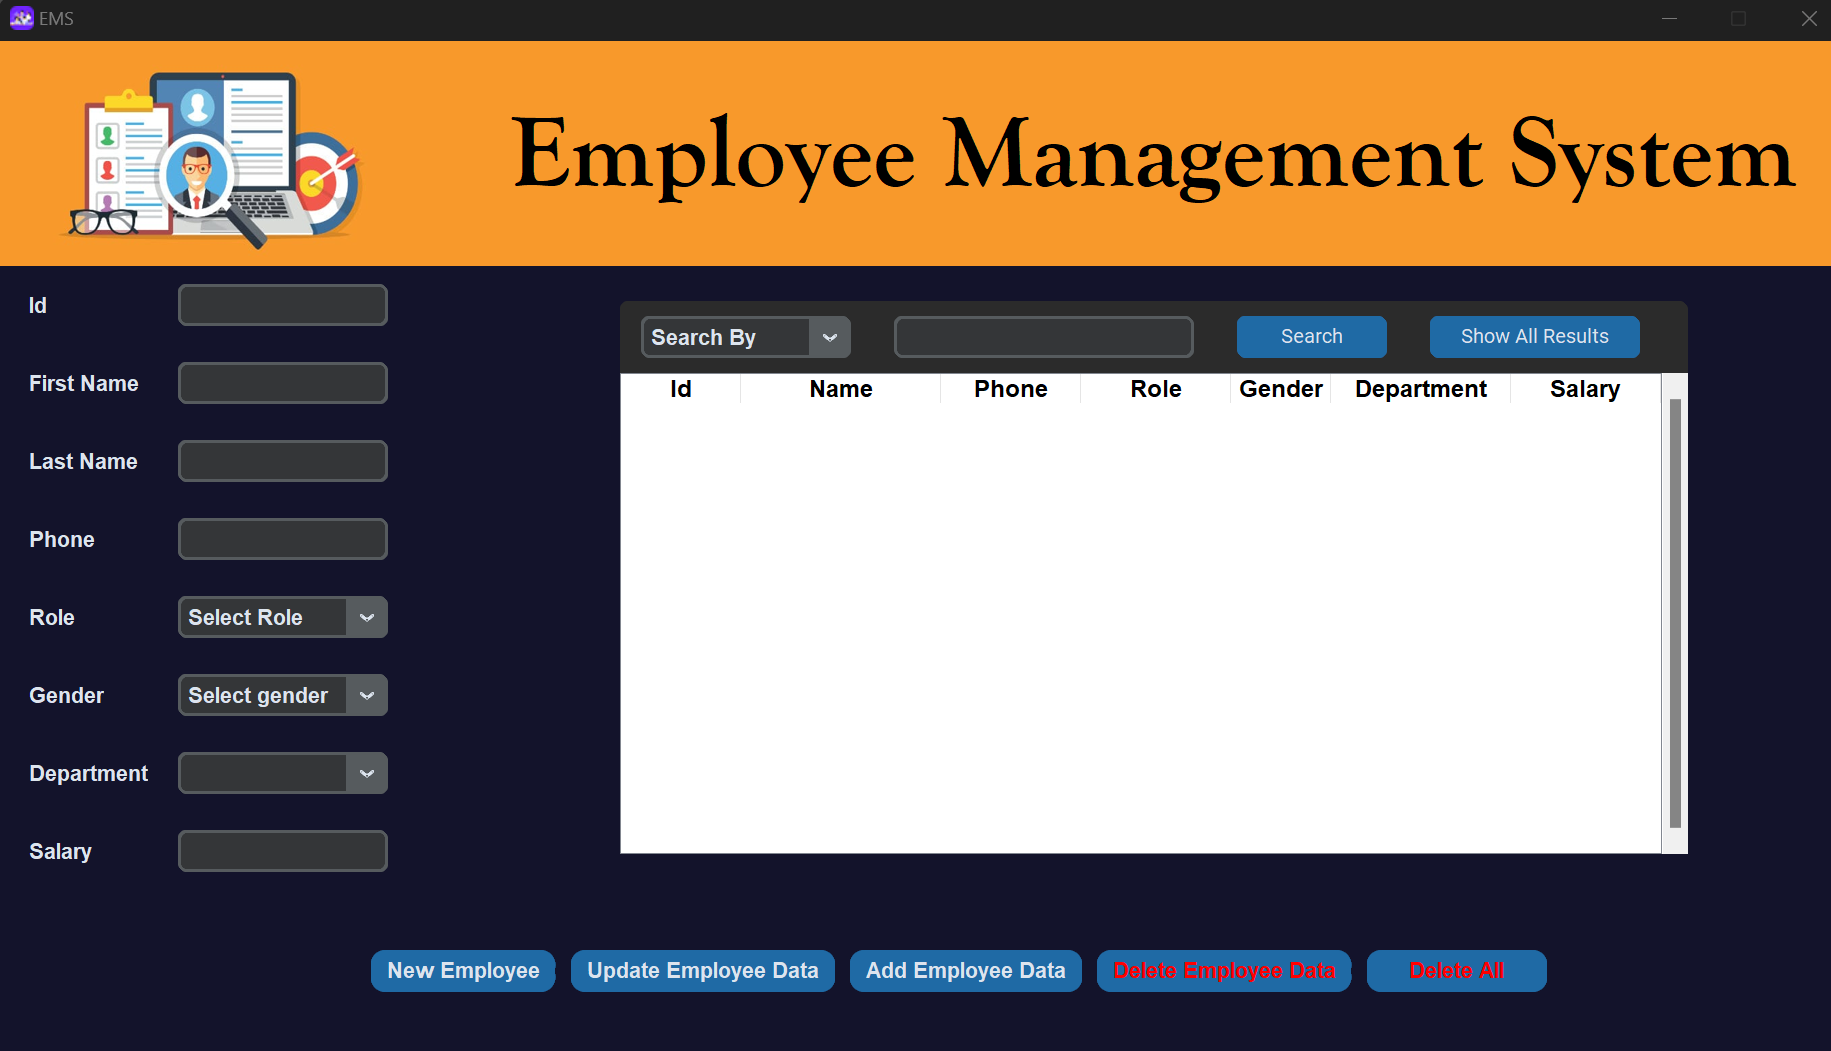 EMS
Employee Management System
Id
First Name
Last Name
Phone
Role
Select Role
Gender
Select gender
Department
Salary
Search By
Search
Show All Results
Id Name Phone Role Gender Department Salary
New Employee
Update Employee Data
Add Employee Data
Delete Employee Data
Delete All